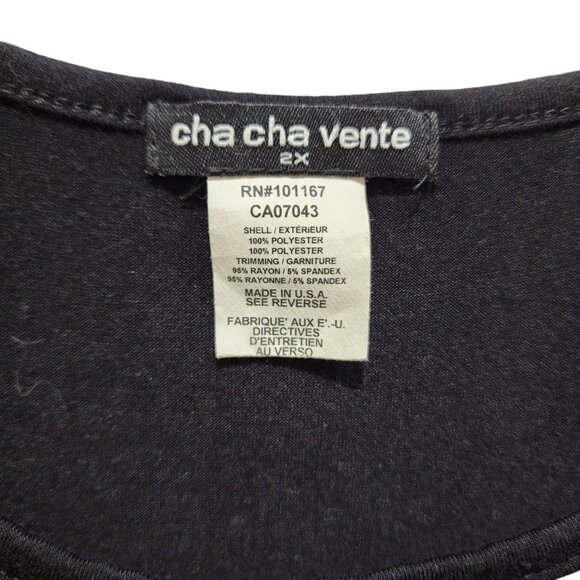 cha cha vente
2X
RN#101167
CA07043
SHELL / EXTÉRIEUR
100% POLYESTER
100% POLYESTER
TRIMMING / GARNITURE
95% RAYON / 5% SPANDEX
95% RAYONNE / 5% SPANDEX
MADE IN U.S.A.
SEE REVERSE
FABRIQUE' AUX E'.-U.
DIRECTIVES
D'ENTRETIEN
AU VERSO